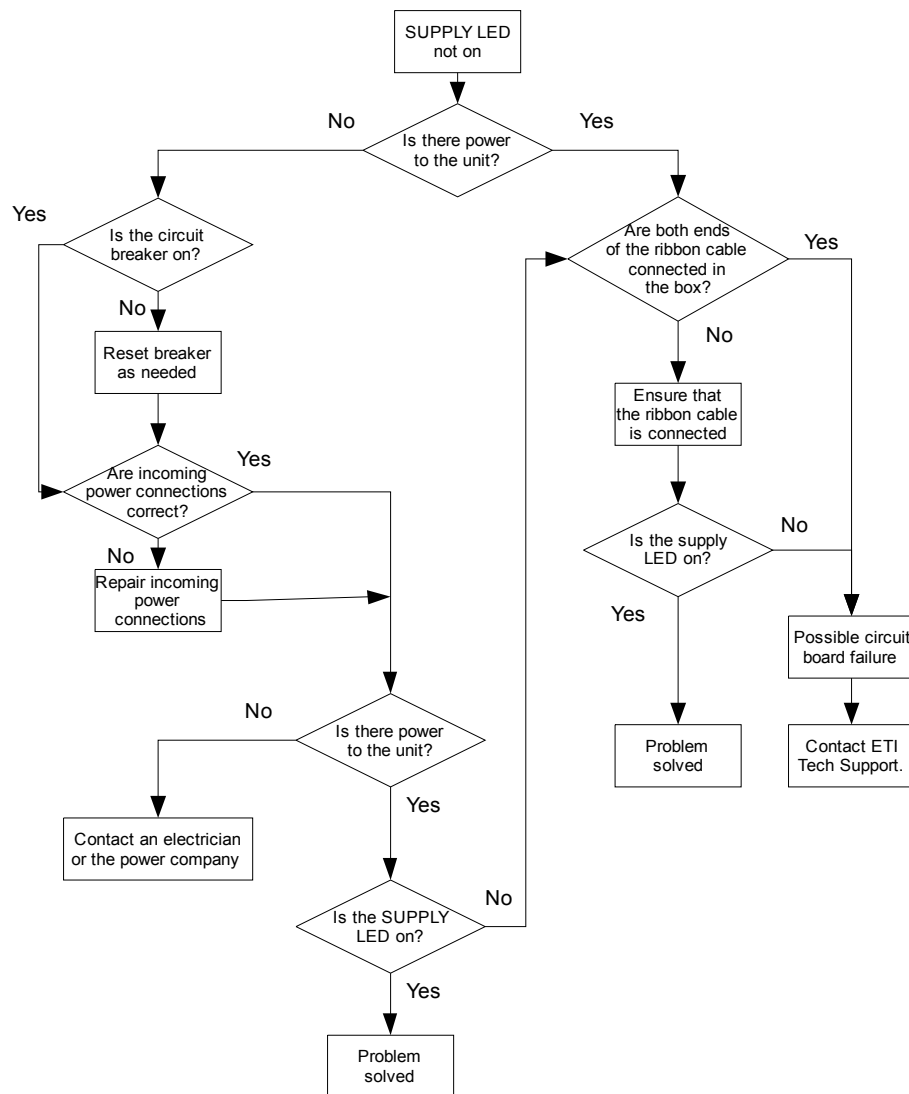 SUPPLY LED
not on
No
Yes
Is there power
to the unit?
Yes
Is the circuit
breaker on?
Are both ends
of the ribbon cable
connected in
the box?
Yes
No
No
Reset breaker
as needed
Ensure that
the ribbon cable
is connected
Are incoming
power connections
correct?
Yes
No
Is the supply
LED on?
No
Repair incoming
power
connections
Yes
Possible circuit
board failure
No
Is there power
to the unit?
Problem
solved
Contact ETI
Tech Support.
Yes
Contact an electrician
or the power company
No
Is the SUPPLY
LED on?
Yes
Problem
solved